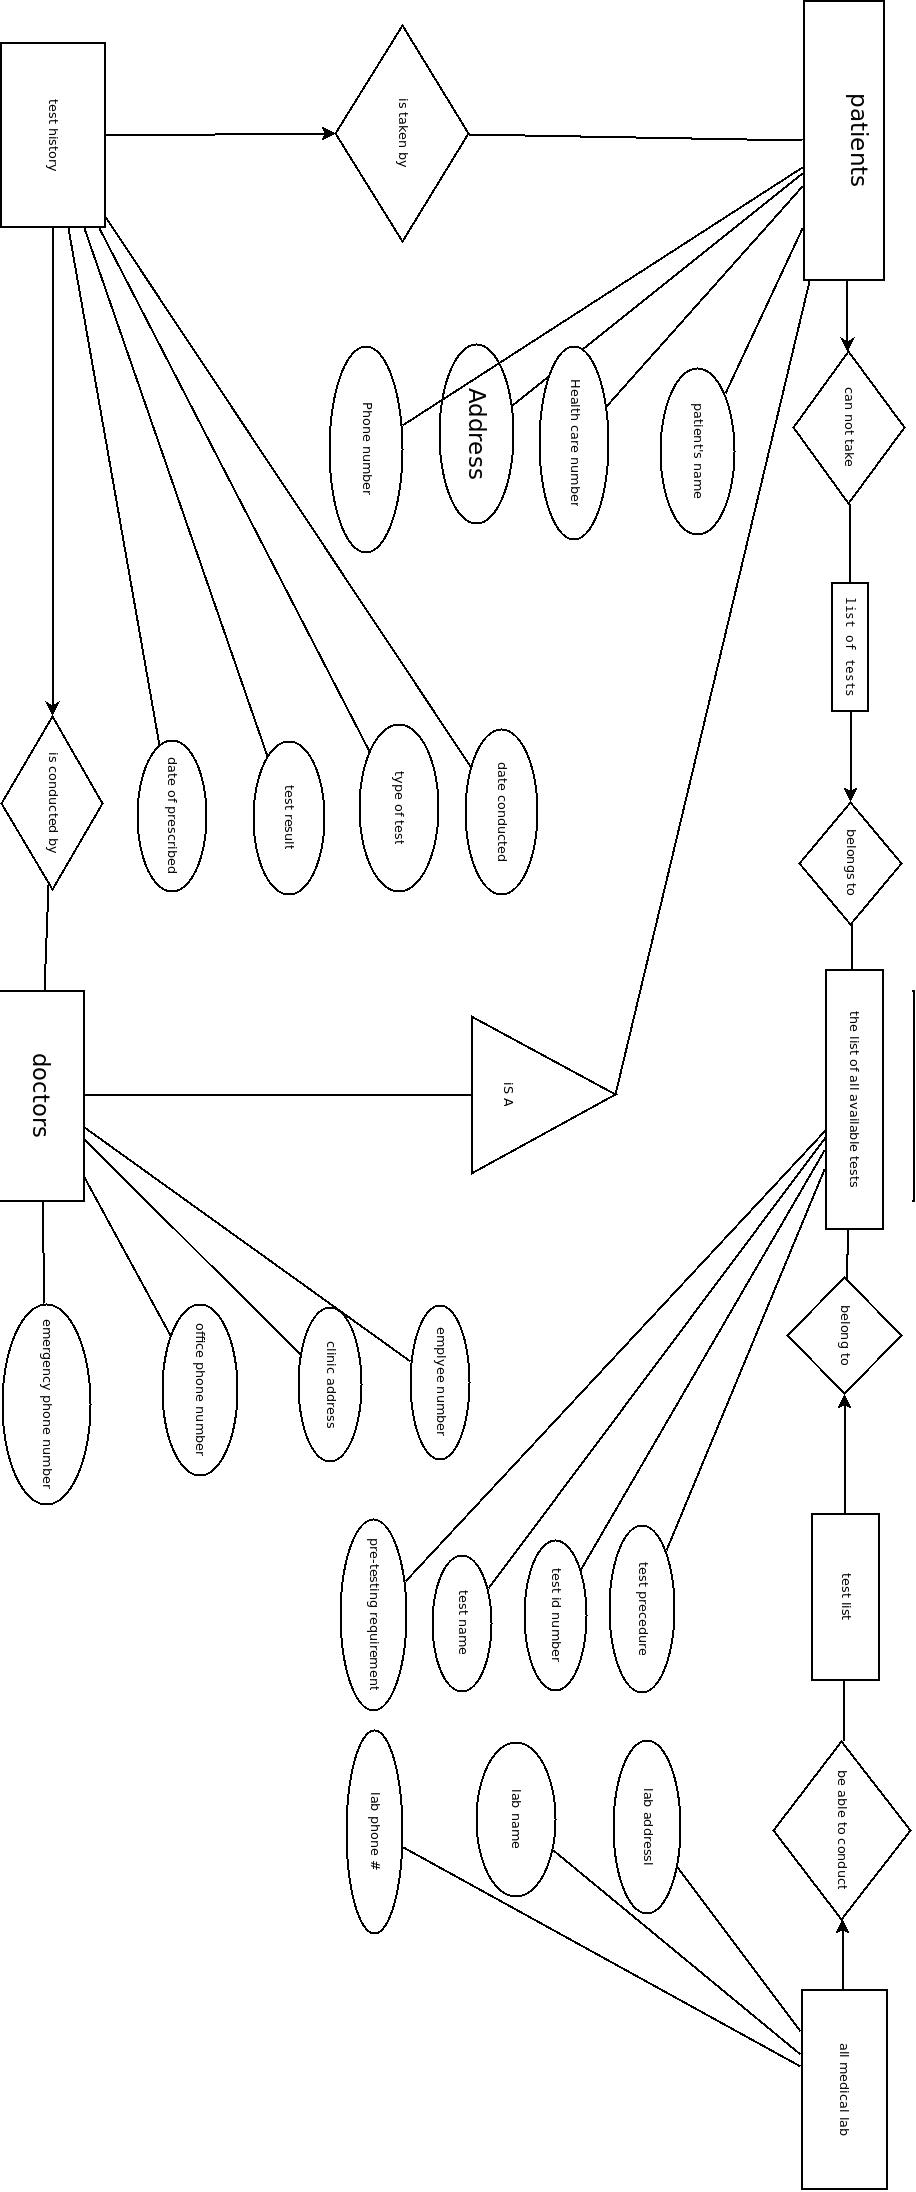 patients
can not take
list of tests
belongs to
the list of all available tests
belong to
test list
be able to conduct
all medical lab
patient's name
Health care number
Address
Phone number
is taken by
test history
date conducted
type of test
test result
date of prescribed
is conducted by
iS A
doctors
emplyee number
clinic address
office phone number
emergency phone number
test precedure
test id number
test name
pre-testing requirement
lab addressl
lab name
lab phone #